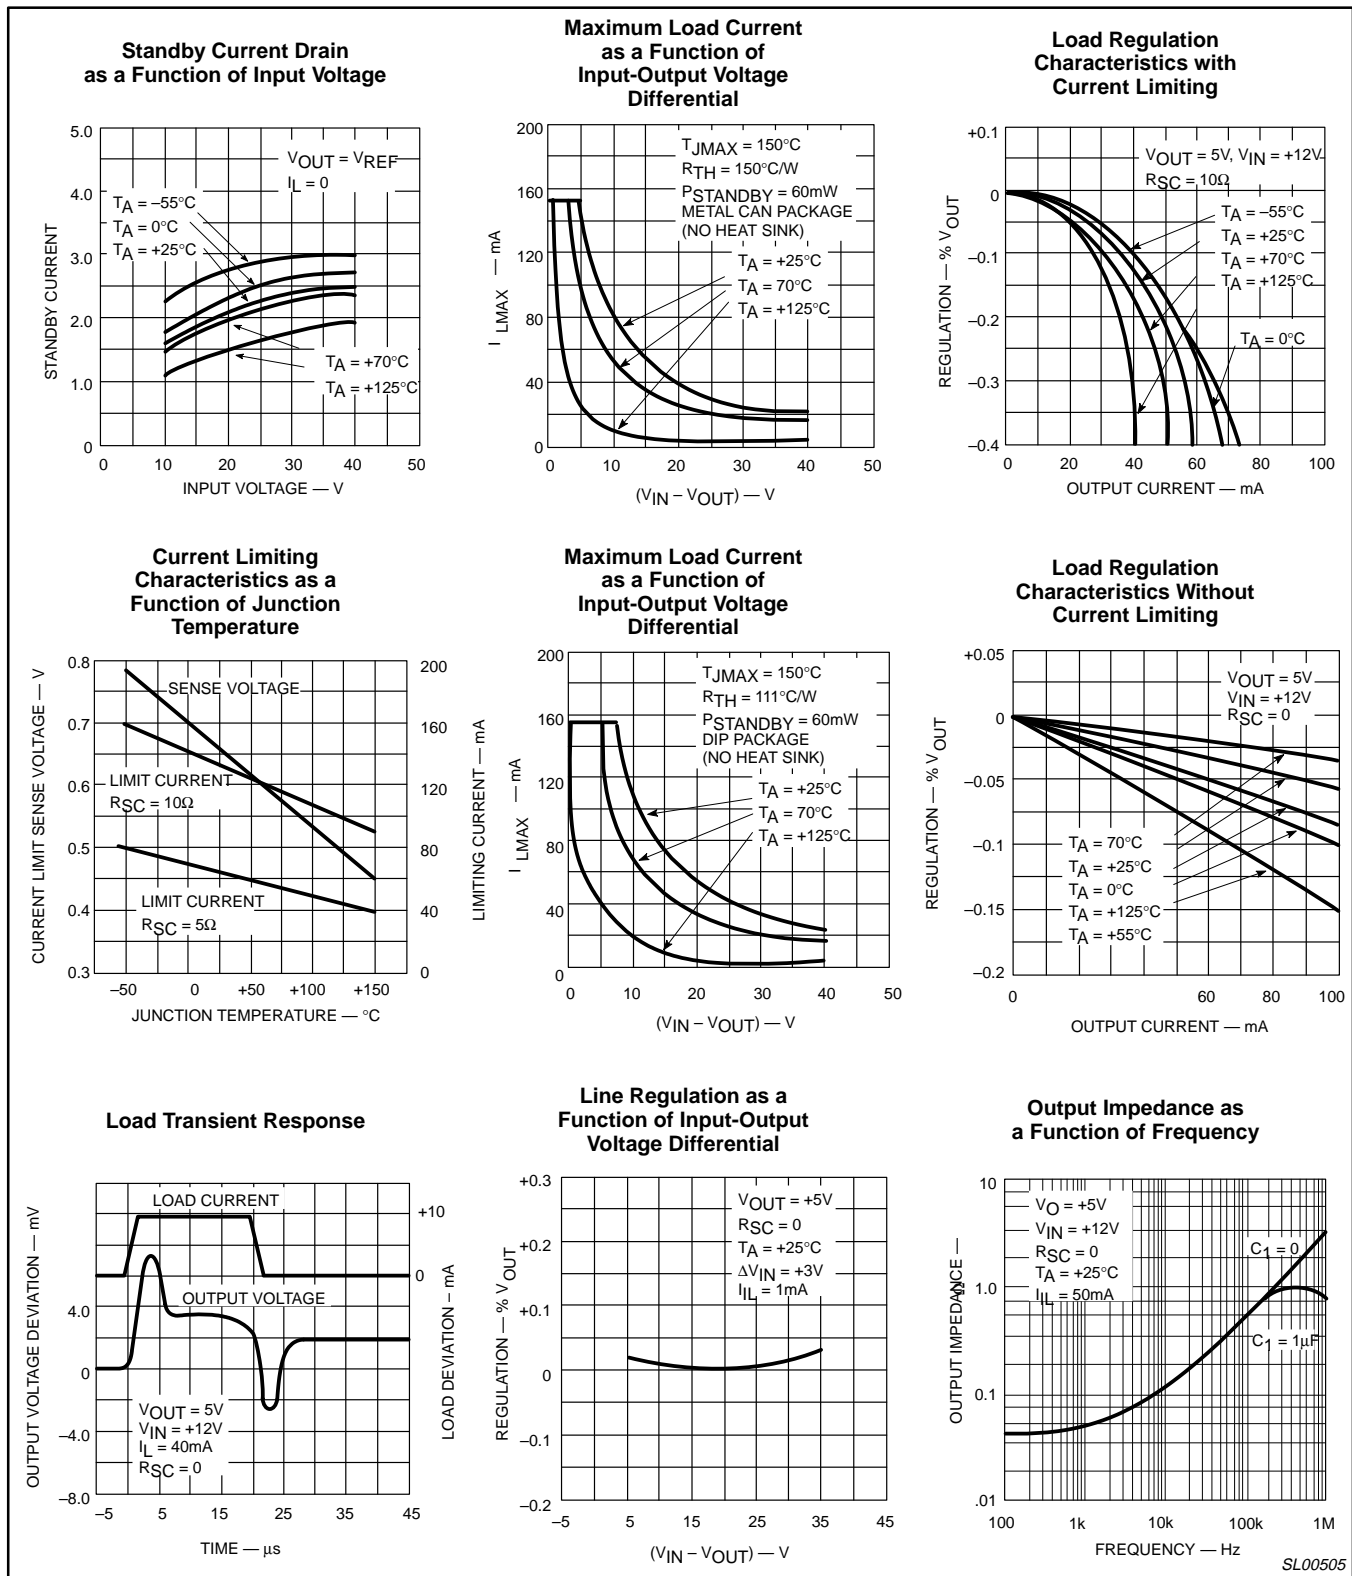 Standby Current Drain
as a Function of Input Voltage
5.0
4.0
3.0
2.0
1.0
0
STANDBY CURRENT
VOUT = VREF
IL = 0
TA = –55°C
TA = 0°C
TA = +25°C
TA = +70°C
TA = +125°C
0 10 20 30 40 50
INPUT VOLTAGE — V
Maximum Load Current
as a Function of
Input-Output Voltage
Differential
200
160
120
80
40
0
I LMAX — mA
TJMAX = 150°C
RTH = 150°C/W
PSTANDBY = 60mW
METAL CAN PACKAGE
(NO HEAT SINK)
TA = +25°C
TA = 70°C
TA = +125°C
0 10 20 30 40 50
(VIN – VOUT) — V
Load Regulation
Characteristics with
Current Limiting
+0.1
0
–0.1
–0.2
–0.3
–0.4
REGULATION — % VOUT
VOUT = 5V, VIN = +12V
RSC = 10Ω
TA = –55°C
TA = +25°C
TA = +70°C
TA = +125°C
TA = 0°C
0 20 40 60 80 100
OUTPUT CURRENT — mA
Current Limiting
Characteristics as a
Function of Junction
Temperature
0.8
0.7
0.6
0.5
0.4
0.3
CURRENT LIMIT SENSE VOLTAGE — V
SENSE VOLTAGE
LIMIT CURRENT
RSC = 10Ω
LIMIT CURRENT
RSC = 5Ω
200
160
120
80
40
0
LIMITING CURRENT — mA
–50 0 +50 +100 +150
JUNCTION TEMPERATURE — °C
Maximum Load Current
as a Function of
Input-Output Voltage
Differential
200
160
120
80
40
0
I LMAX — mA
TJMAX = 150°C
RTH = 111°C/W
PSTANDBY = 60mW
DIP PACKAGE
(NO HEAT SINK)
TA = +25°C
TA = 70°C
TA = +125°C
0 10 20 30 40 50
(VIN – VOUT) — V
Load Regulation
Characteristics Without
Current Limiting
+0.05
0
–0.05
–0.1
–0.15
–0.2
REGULATION — % VOUT
VOUT = 5V
VIN = +12V
RSC = 0
TA = 70°C
TA = +25°C
TA = 0°C
TA = +125°C
TA = +55°C
0 60 80 100
OUTPUT CURRENT — mA
Load Transient Response
4.0
0
–4.0
–8.0
OUTPUT VOLTAGE DEVIATION — mV
LOAD CURRENT
OUTPUT VOLTAGE
VOUT = 5V
VIN = +12V
IL = 40mA
RSC = 0
+10
0
LOAD DEVIATION – mA
–5 5 15 25 35 45
TIME — μs
Line Regulation as a
Function of Input-Output
Voltage Differential
+0.3
+0.2
+0.1
0
–0.1
–0.2
REGULATION — % VOUT
VOUT = +5V
RSC = 0
TA = +25°C
ΔVIN = +3V
IIL = 1mA
–5 5 15 25 35 45
(VIN – VOUT) — V
Output Impedance as
a Function of Frequency
10
1.0
0.1
.01
OUTPUT IMPEDANCE — Ω
VO = +5V
VIN = +12V
RSC = 0
TA = +25°C
IIL = 50mA
C1 = 0
C1 = 1μF
100 1k 10k 100k 1M
FREQUENCY — Hz
SL00505